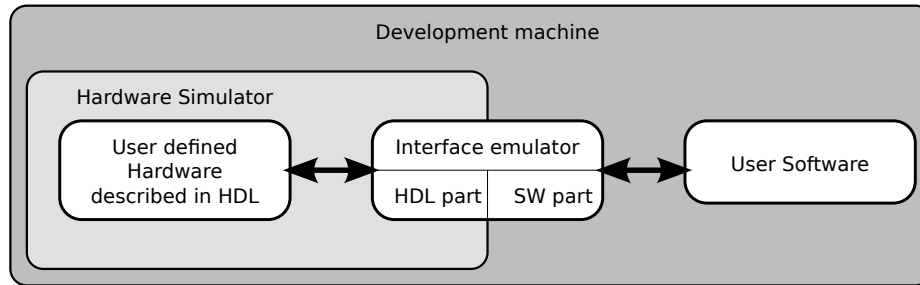 Development machine
Hardware Simulator
User defined
Hardware
described in HDL
Interface emulator
HDL part
SW part
User Software